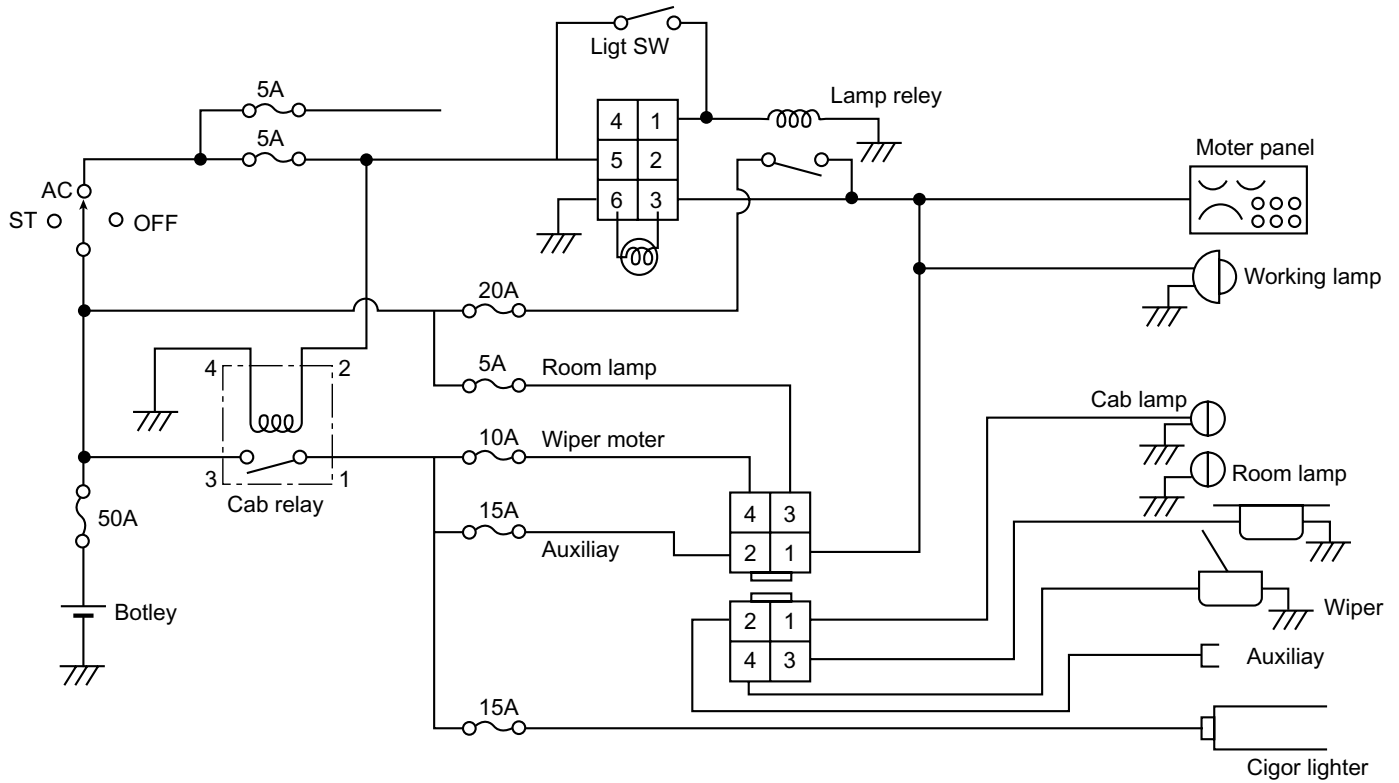 Ligt SW
5A
Lamp reley
4 1
5A
Moter panel
5 2
AC
6 3
ST
OFF
Working lamp
20A
4
2
5A
Room lamp
Cab lamp
10A
Wiper moter
3
1
Room lamp
Cab relay
50A
15A
4 3
Auxiliay
2 1
Botley
Wiper
2 1
Auxiliay
4 3
15A
Cigor lighter